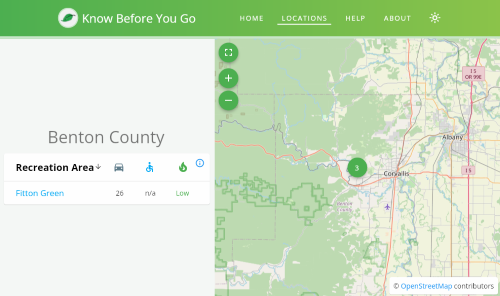 Know Before You Go
HOME
LOCATIONS
HELP
ABOUT
Benton County
Recreation Area
Fitton Green
26
n/a
Low
I 5
OR 99E
Albany
3
Corvallis
I 5
© OpenStreetMap contributors